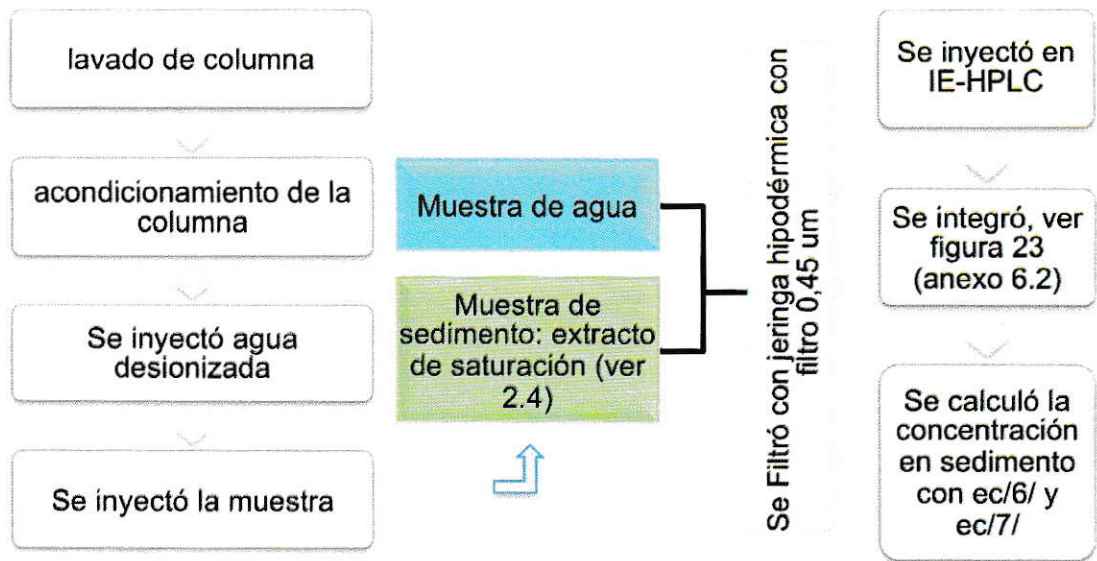 lavado de columna
acondicionamiento de la
columna
Se inyectó agua
desionizada
Se inyectó la muestra
Muestra de agua
Muestra de
sedimento: extracto
de saturación (ver
2.4)
Se Filtró con jeringa hipodérmica con
filtro 0,45 um
Se inyectó en
IE-HPLC
Se integró, ver
figura 23
(anexo 6.2)
Se calculó la
concentración
en sedimento
con ec/6/ y
ec/7/